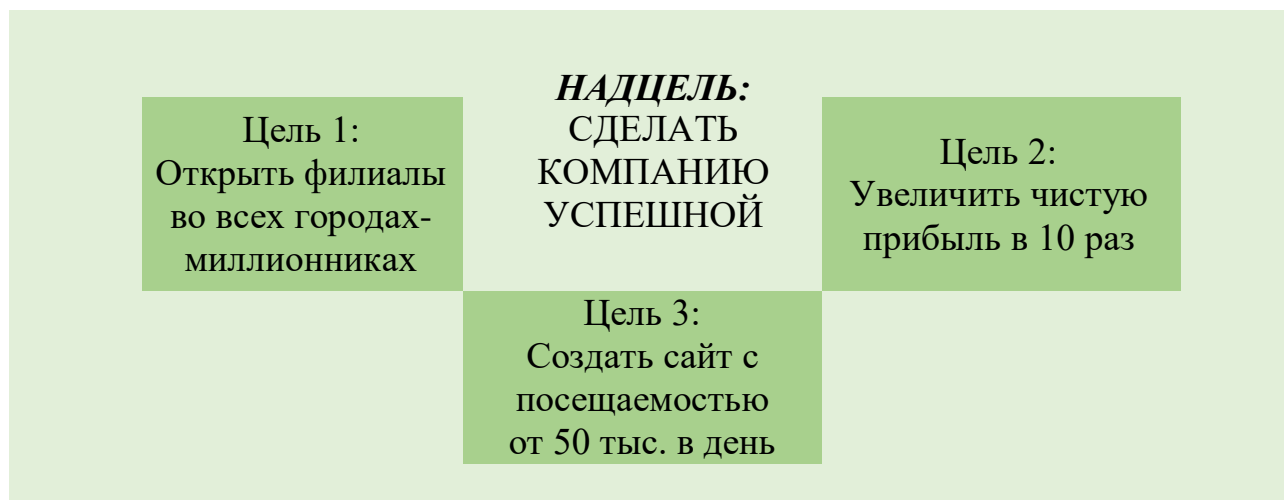 НАДЦЕЛЬ:
СДЕЛАТЬ
КОМПАНИЮ
УСПЕШНОЙ
Цель 1:
Открыть филиалы
во всех городах-
миллионниках
Цель 2:
Увеличить чистую
прибыль в 10 раз
Цель 3:
Создать сайт с
посещаемостью
от 50 тыс. в день